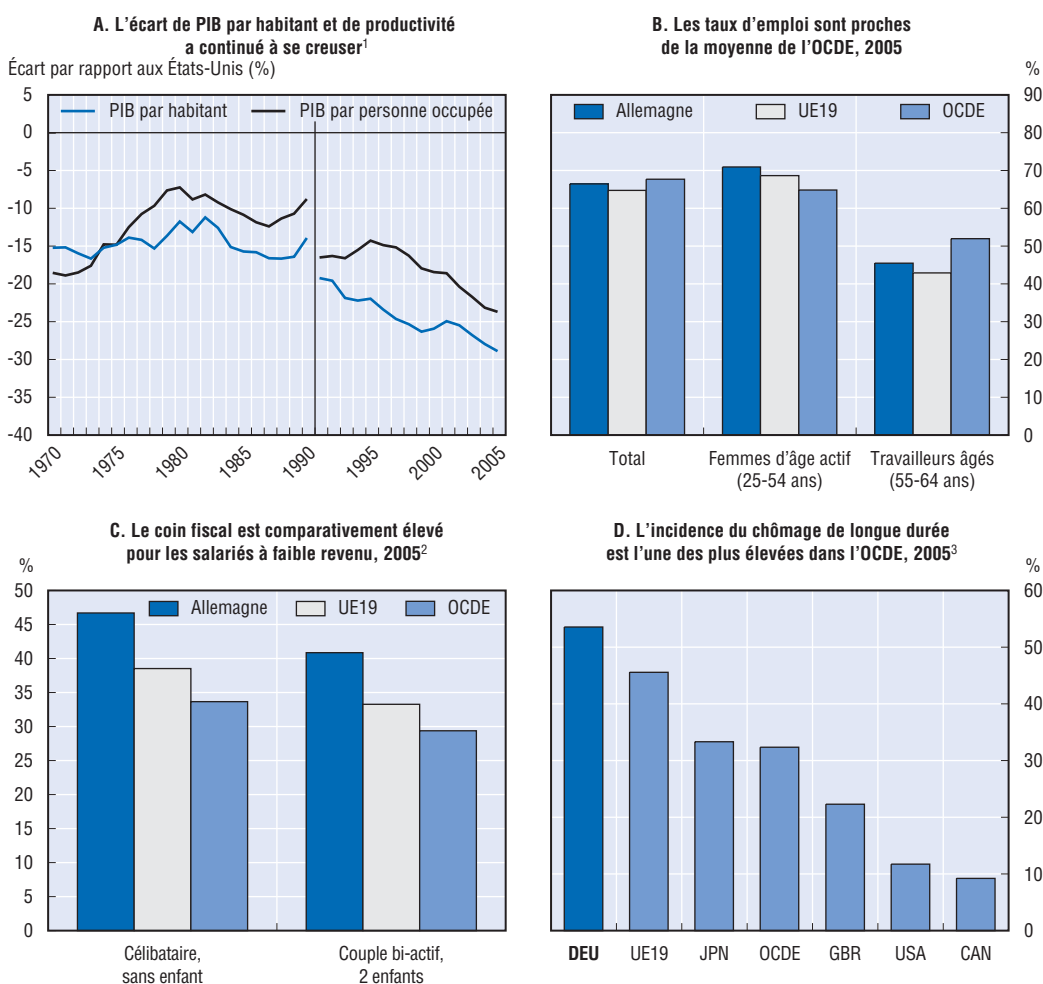 A. L'écart de PIB par habitant et de productivité
a continué à se creuser¹
Écart par rapport aux États-Unis (%)
PIB par habitant
PIB par personne occupée
5
0
-5
-10
-15
-20
-25
-30
-35
-40
1970
1975
1980
1985
1990
1995
2000
2005
B. Les taux d'emploi sont proches
de la moyenne de l'OCDE, 2005
%
Allemagne
UE19
OCDE
90
80
70
60
50
40
30
20
10
0
Total
Femmes d'âge actif
(25-54 ans)
Travailleurs âgés
(55-64 ans)
C. Le coin fiscal est comparativement élevé
pour les salariés à faible revenu, 2005²
%
Allemagne
UE19
OCDE
50
45
40
35
30
25
20
15
10
5
0
Célibataire,
sans enfant
Couple bi-actif,
2 enfants
D. L'incidence du chômage de longue durée
est l'une des plus élevées dans l'OCDE, 2005³
%
60
50
40
30
20
10
0
DEU
UE19
JPN
OCDE
GBR
USA
CAN